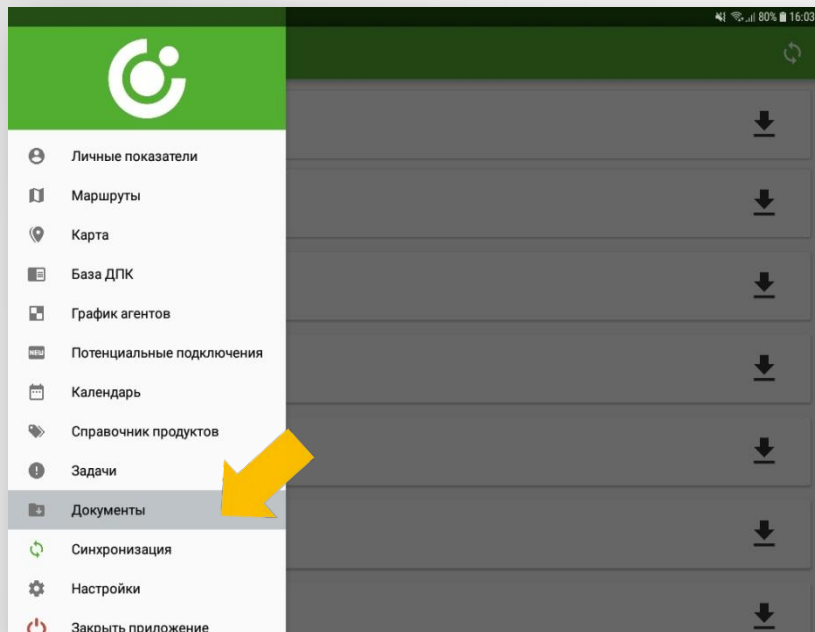 80% 16:03
Личные показатели
Маршруты
Карта
База ДПК
График агентов
NEW Потенциальные подключения
Календарь
Справочник продуктов
Задачи
Документы
Синхронизация
Настройки
Закрыть приложение